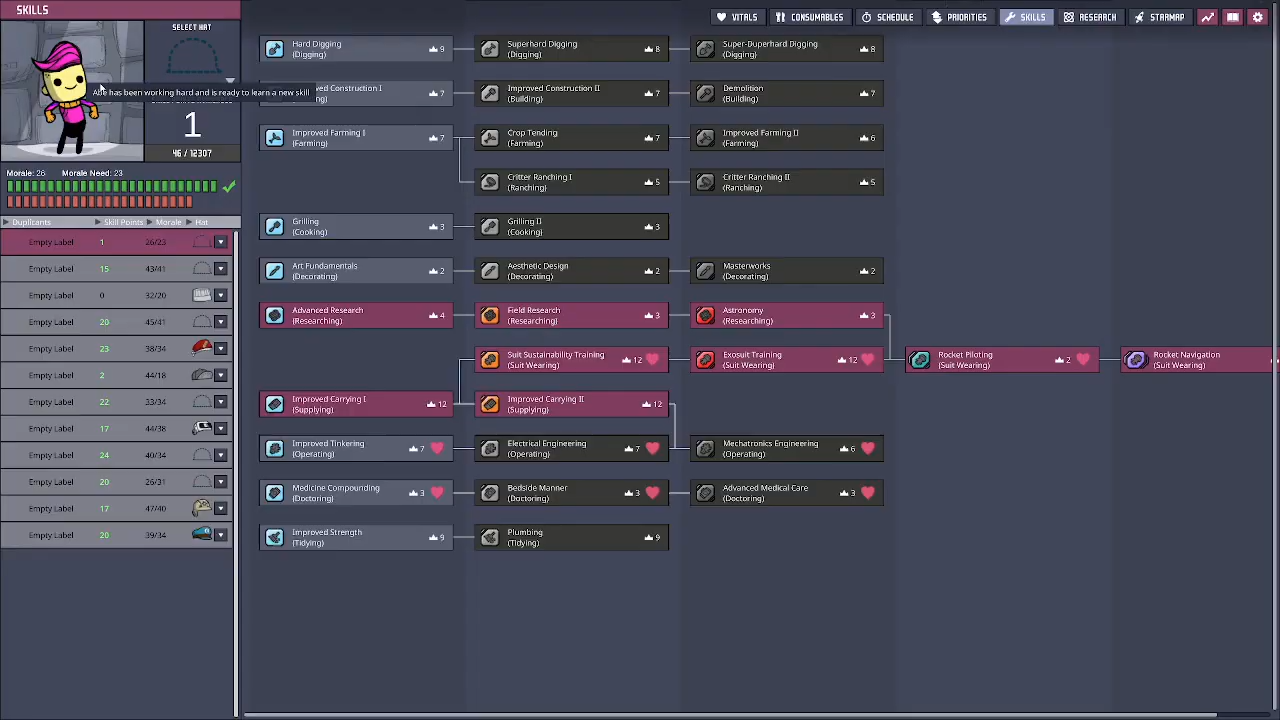 SKILLS
VITALS
CONSUMABLES
SCHEDULE
PRIORITIES
SKILLS
RESEARCH
STARMAP
SELECT HAT
Abe has been working hard and is ready to learn a new skill
1
46 / 12307
Morale: 26 Morale Need: 23
Duplicants Skill Points Morale Hat
Empty Label 1 26/23
Empty Label 15 43/41
Empty Label 0 32/20
Empty Label 20 45/41
Empty Label 23 38/34
Empty Label 2 44/18
Empty Label 22 33/34
Empty Label 17 44/38
Empty Label 24 40/34
Empty Label 20 26/31
Empty Label 17 47/40
Empty Label 20 39/34
Hard Digging
(Digging)
9
Superhard Digging
(Digging)
8
Super-Duperhard Digging
(Digging)
8
Construction I
7
Improved Construction II
(Building)
7
Demolition
(Building)
7
Improved Farming I
(Farming)
7
Crop Tending
(Farming)
7
Improved Farming II
(Farming)
6
Critter Ranching I
(Ranching)
5
Critter Ranching II
(Ranching)
5
Grilling
(Cooking)
3
Grilling II
(Cooking)
3
Art Fundamentals
(Decorating)
2
Aesthetic Design
(Decorating)
2
Masterworks
(Decorating)
2
Advanced Research
(Researching)
4
Field Research
(Researching)
3
Astronomy
(Researching)
3
Suit Sustainability Training
(Suit Wearing)
12
Exosuit Training
(Suit Wearing)
12
Rocket Piloting
(Suit Wearing)
2
Rocket Navigation
(Suit Wearing)
Improved Carrying I
(Supplying)
12
Improved Carrying II
(Supplying)
12
Improved Tinkering
(Operating)
7
Electrical Engineering
(Operating)
7
Mechatronics Engineering
(Operating)
6
Medicine Compounding
(Doctoring)
3
Bedside Manner
(Doctoring)
3
Advanced Medical Care
(Doctoring)
3
Improved Strength
(Tidying)
9
Plumbing
(Tidying)
9